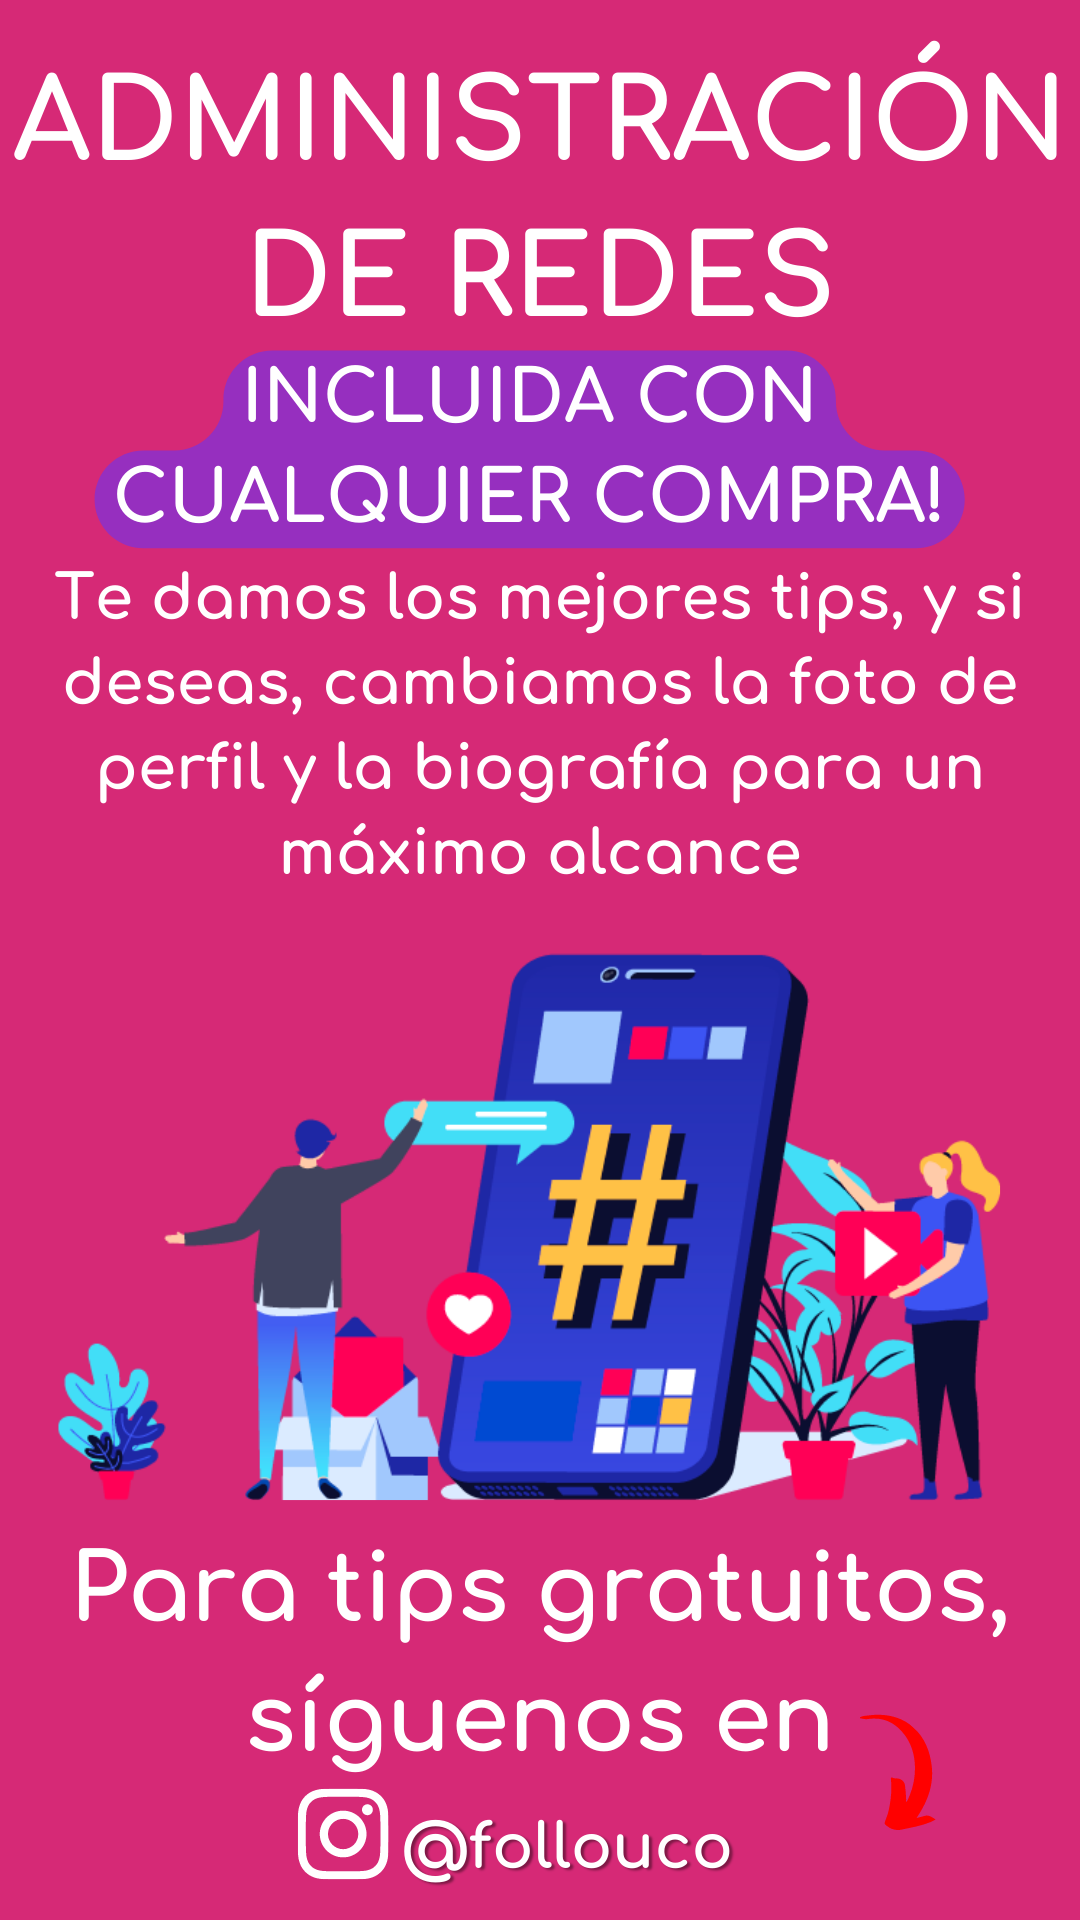 ADMINISTRACIÓN
DE REDES
INCLUIDA CON
CUALQUIER COMPRA!
Te damos los mejores tips, y si
deseas, cambiamos la foto de
perfil y la biografía para un
máximo alcance
#
Para tips gratuitos,
síguenos en
@follouco